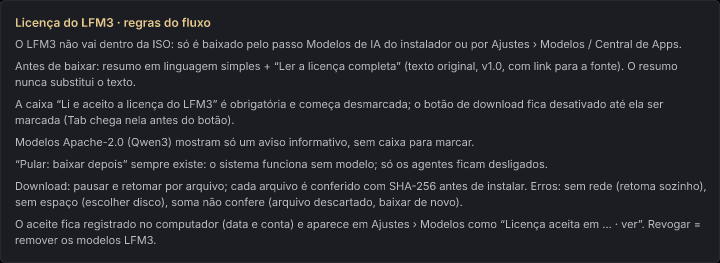 Licença do LFM3 · regras do fluxo
O LFM3 não vai dentro da ISO: só é baixado pelo passo Modelos de IA do instalador ou por Ajustes › Modelos / Central de Apps.
Antes de baixar: resumo em linguagem simples + “Ler a licença completa” (texto original, v1.0, com link para a fonte). O resumo
nunca substitui o texto.
A caixa “Li e aceito a licença do LFM3” é obrigatória e começa desmarcada; o botão de download fica desativado até ela ser
marcada (Tab chega nela antes do botão).
Modelos Apache-2.0 (Qwen3) mostram só um aviso informativo, sem caixa para marcar.
“Pular: baixar depois” sempre existe: o sistema funciona sem modelo; só os agentes ficam desligados.
Download: pausar e retomar por arquivo; cada arquivo é conferido com SHA-256 antes de instalar. Erros: sem rede (retoma sozinho),
sem espaço (escolher disco), soma não confere (arquivo descartado, baixar de novo).
O aceite fica registrado no computador (data e conta) e aparece em Ajustes › Modelos como “Licença aceita em ... · ver”. Revogar =
remover os modelos LFM3.